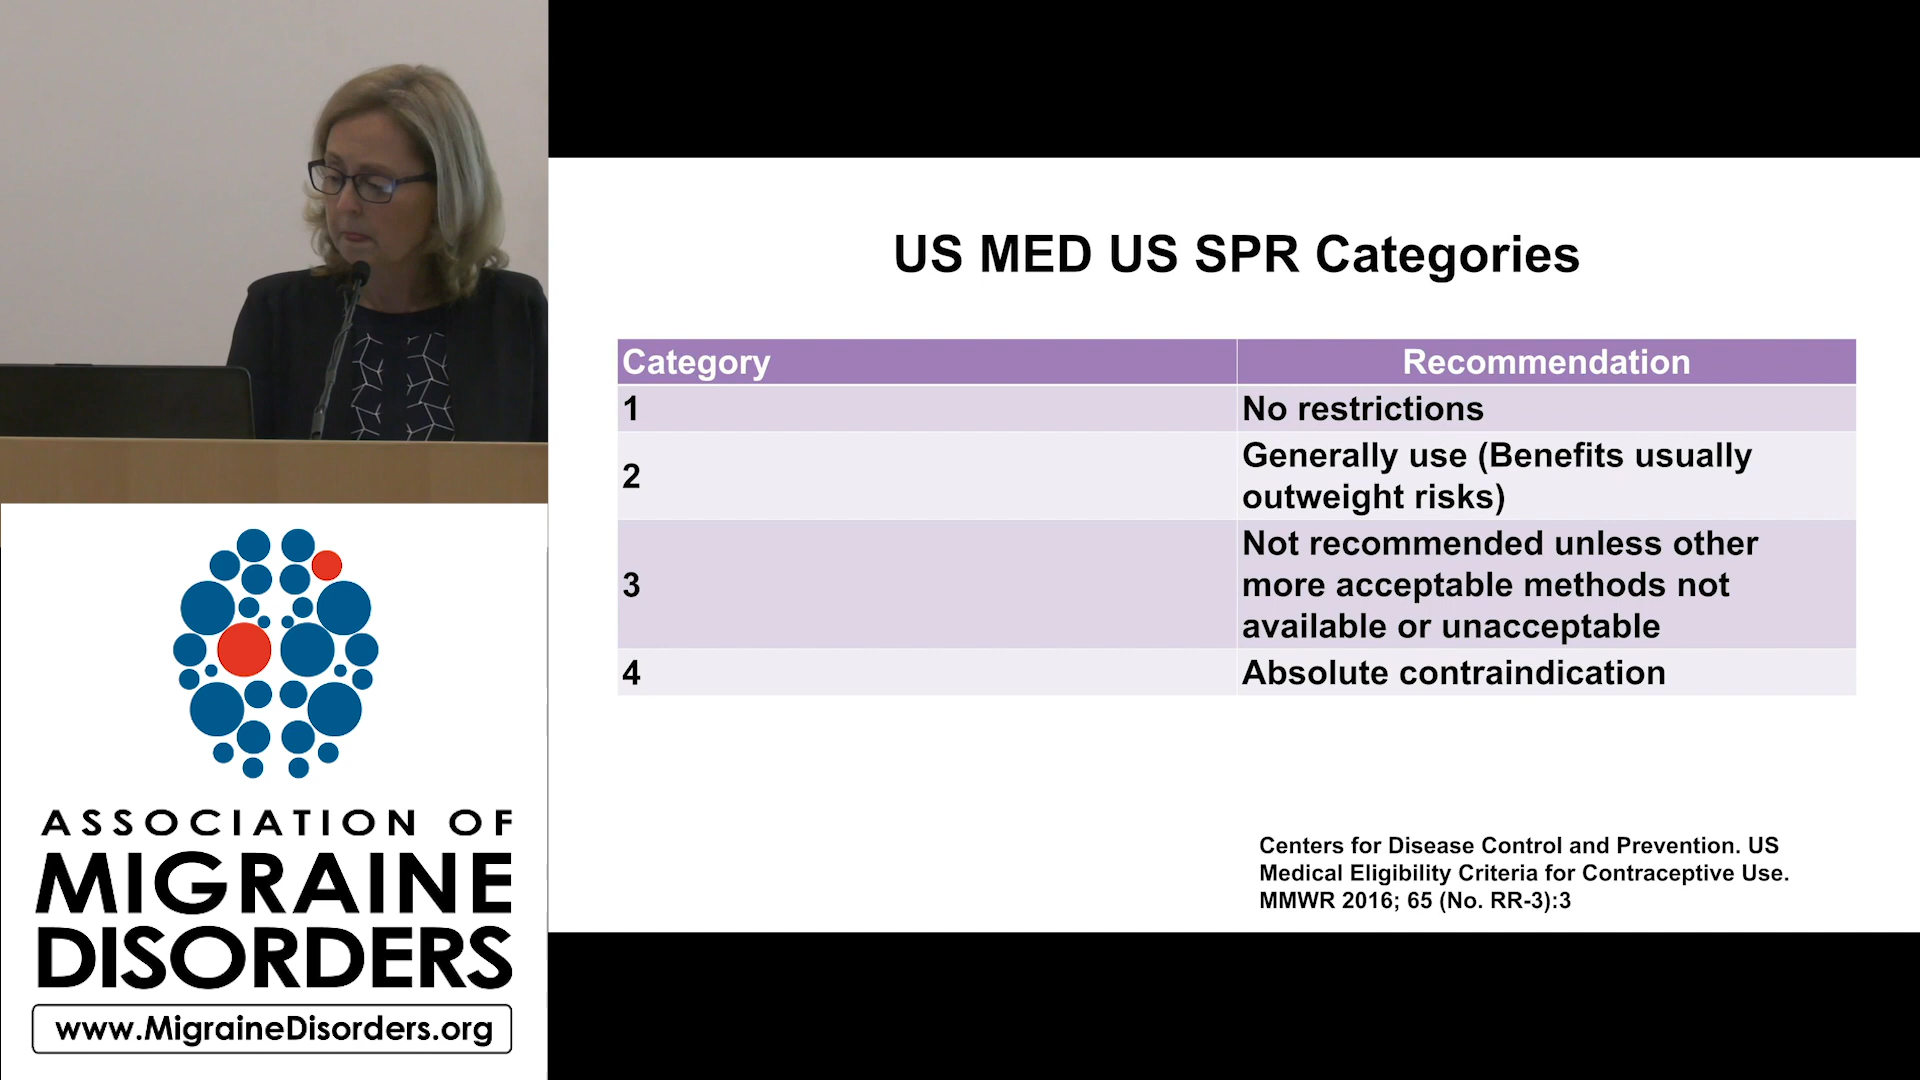 US MED US SPR Categories
Category Recommendation
1 No restrictions
2 Generally use (Benefits usually
outweight risks)
3 Not recommended unless other
more acceptable methods not
available or unacceptable
4 Absolute contraindication
Centers for Disease Control and Prevention. US
Medical Eligibility Criteria for Contraceptive Use.
MMWR 2016; 65 (No. RR-3):3
ASSOCIATION OF
MIGRAINE
DISORDERS
www.MigraineDisorders.org